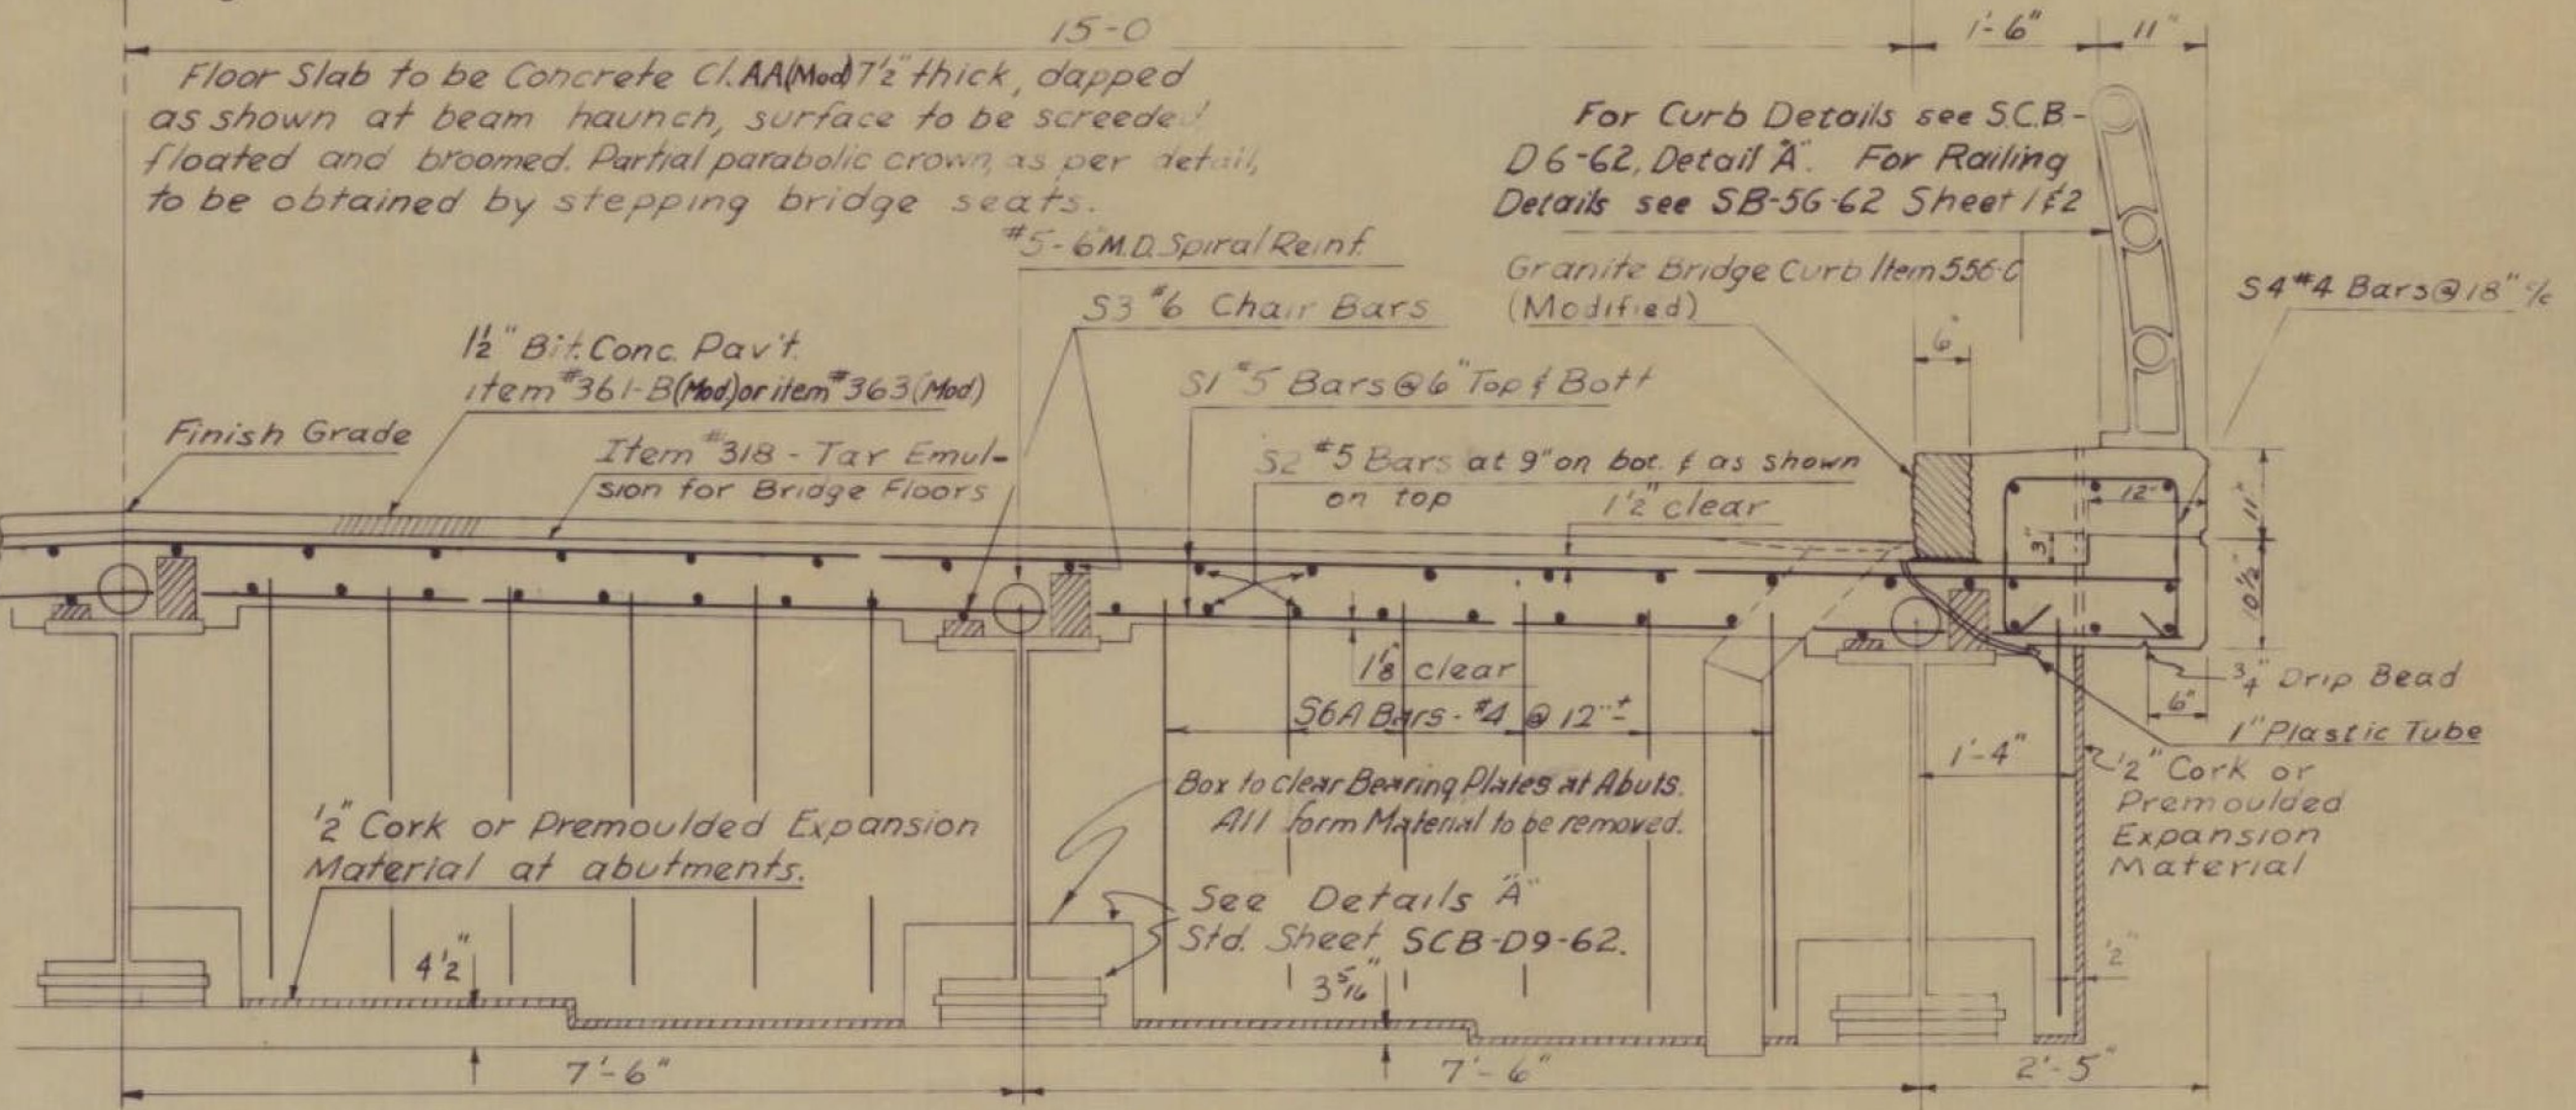 15-0
1'-6"
11"
Floor Slab to be Concrete Cl. AA(Mod) 7½" thick, dapped
as shown at beam haunch, surface to be screeded
floated and broomed. Partial parabolic crown, as per detail,
to be obtained by stepping bridge seats.
For Curb Details see S.C.B.-
D6-62, Detail "A". For Railing
Details see SB-56-62 Sheet 1 & 2
#5-6" M.D. Spiral Reinf.
Granite Bridge Curb Item 556-C
(Modified)
S4 #4 Bars @ 18" c/c
S3 #6 Chair Bars
1½" Bit. Conc. Pav't.
item #361-B (Mod.) or item #363 (Mod)
6"
S1 #5 Bars @ 6" Top & Bott
Finish Grade
Item #318 - Tar Emul-
sion for Bridge Floors
S2 #5 Bars at 9" on bot. & as shown
on top
1½" clear
12"
11"
3"
10½"
1⅛" clear
¾" Drip Bead
6"
S6A Bars - #4 @ 12" ±
1" Plastic Tube
1'-4"
½" Cork or
Premoulded
Expansion
Material
Box to clear Bearing Plates at Abuts.
All form Material to be removed.
½" Cork or Premoulded Expansion
Material at abutments.
See Details "A"
Std. Sheet SCB-D9-62.
4½"
3 5/16"
½"
7'-6"
7'-6"
2'-5"